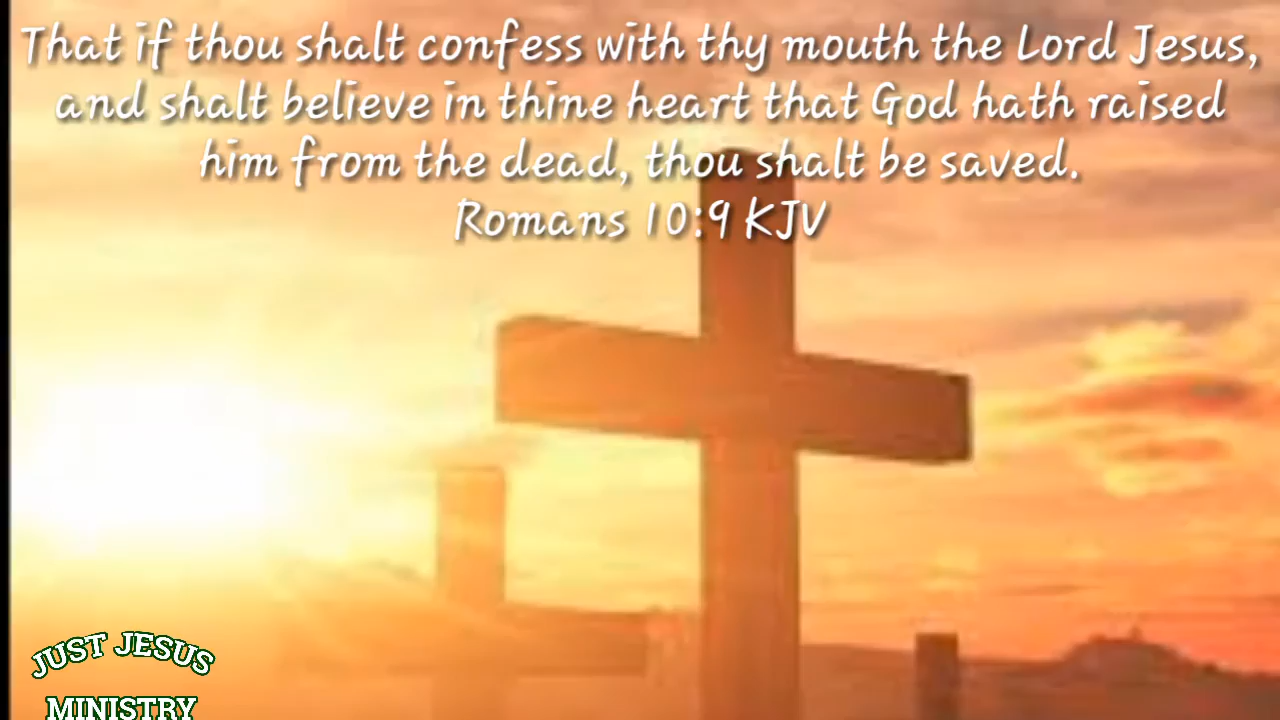 That if thou shalt confess with thy mouth the Lord Jesus,
and shalt believe in thine heart that God hath raised
him from the dead, thou shalt be saved.
Romans 10:9 KJV
JUST JESUS
MINISTRY